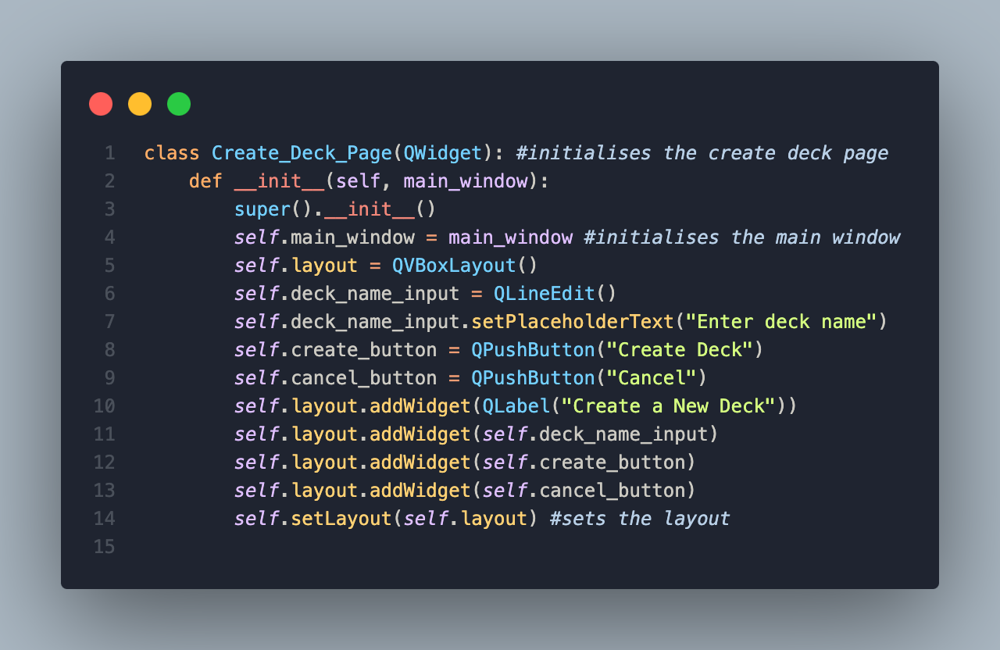 1 class Create_Deck_Page(QWidget): #initialises the create deck page
2     def __init__(self, main_window):
3         super().__init__()
4         self.main_window = main_window #initialises the main window
5         self.layout = QVBoxLayout()
6         self.deck_name_input = QLineEdit()
7         self.deck_name_input.setPlaceholderText("Enter deck name")
8         self.create_button = QPushButton("Create Deck")
9         self.cancel_button = QPushButton("Cancel")
10         self.layout.addWidget(QLabel("Create a New Deck"))
11         self.layout.addWidget(self.deck_name_input)
12         self.layout.addWidget(self.create_button)
13         self.layout.addWidget(self.cancel_button)
14         self.setLayout(self.layout) #sets the layout
15